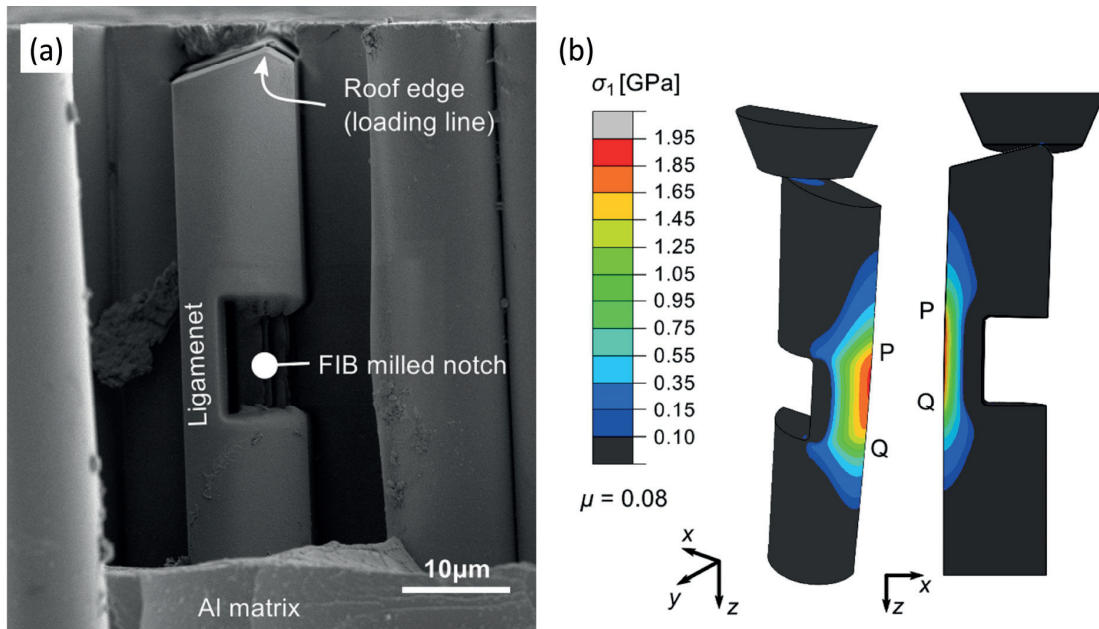 (a)
Roof edge
(loading line)
Ligamenet
FIB milled notch
10µm
Al matrix
(b)
σ1 [GPa]
1.95
1.85
1.65
1.45
1.25
1.05
0.95
0.75
0.55
0.35
0.15
0.10
μ = 0.08
P
Q
P
Q
x
y
z
x
z